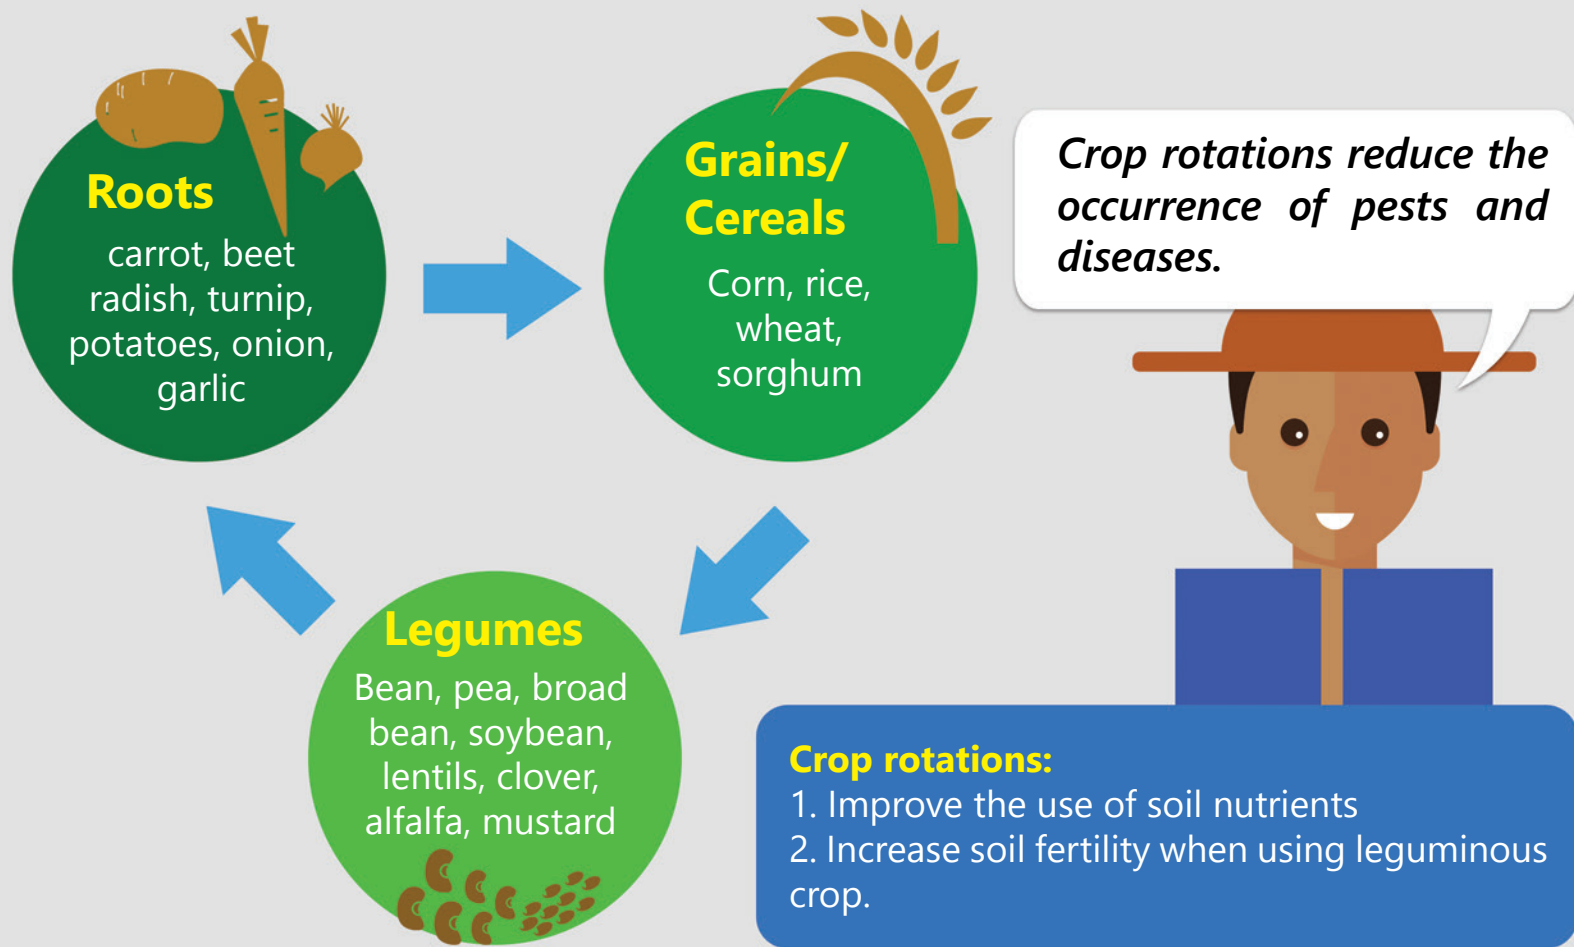 Roots
carrot, beet
radish, turnip,
potatoes, onion,
garlic
Grains/
Cereals
Corn, rice,
wheat,
sorghum
Crop rotations reduce the
occurrence of pests and
diseases.
Legumes
Bean, pea, broad
bean, soybean,
lentils, clover,
alfalfa, mustard
Crop rotations:
1. Improve the use of soil nutrients
2. Increase soil fertility when using leguminous
crop.